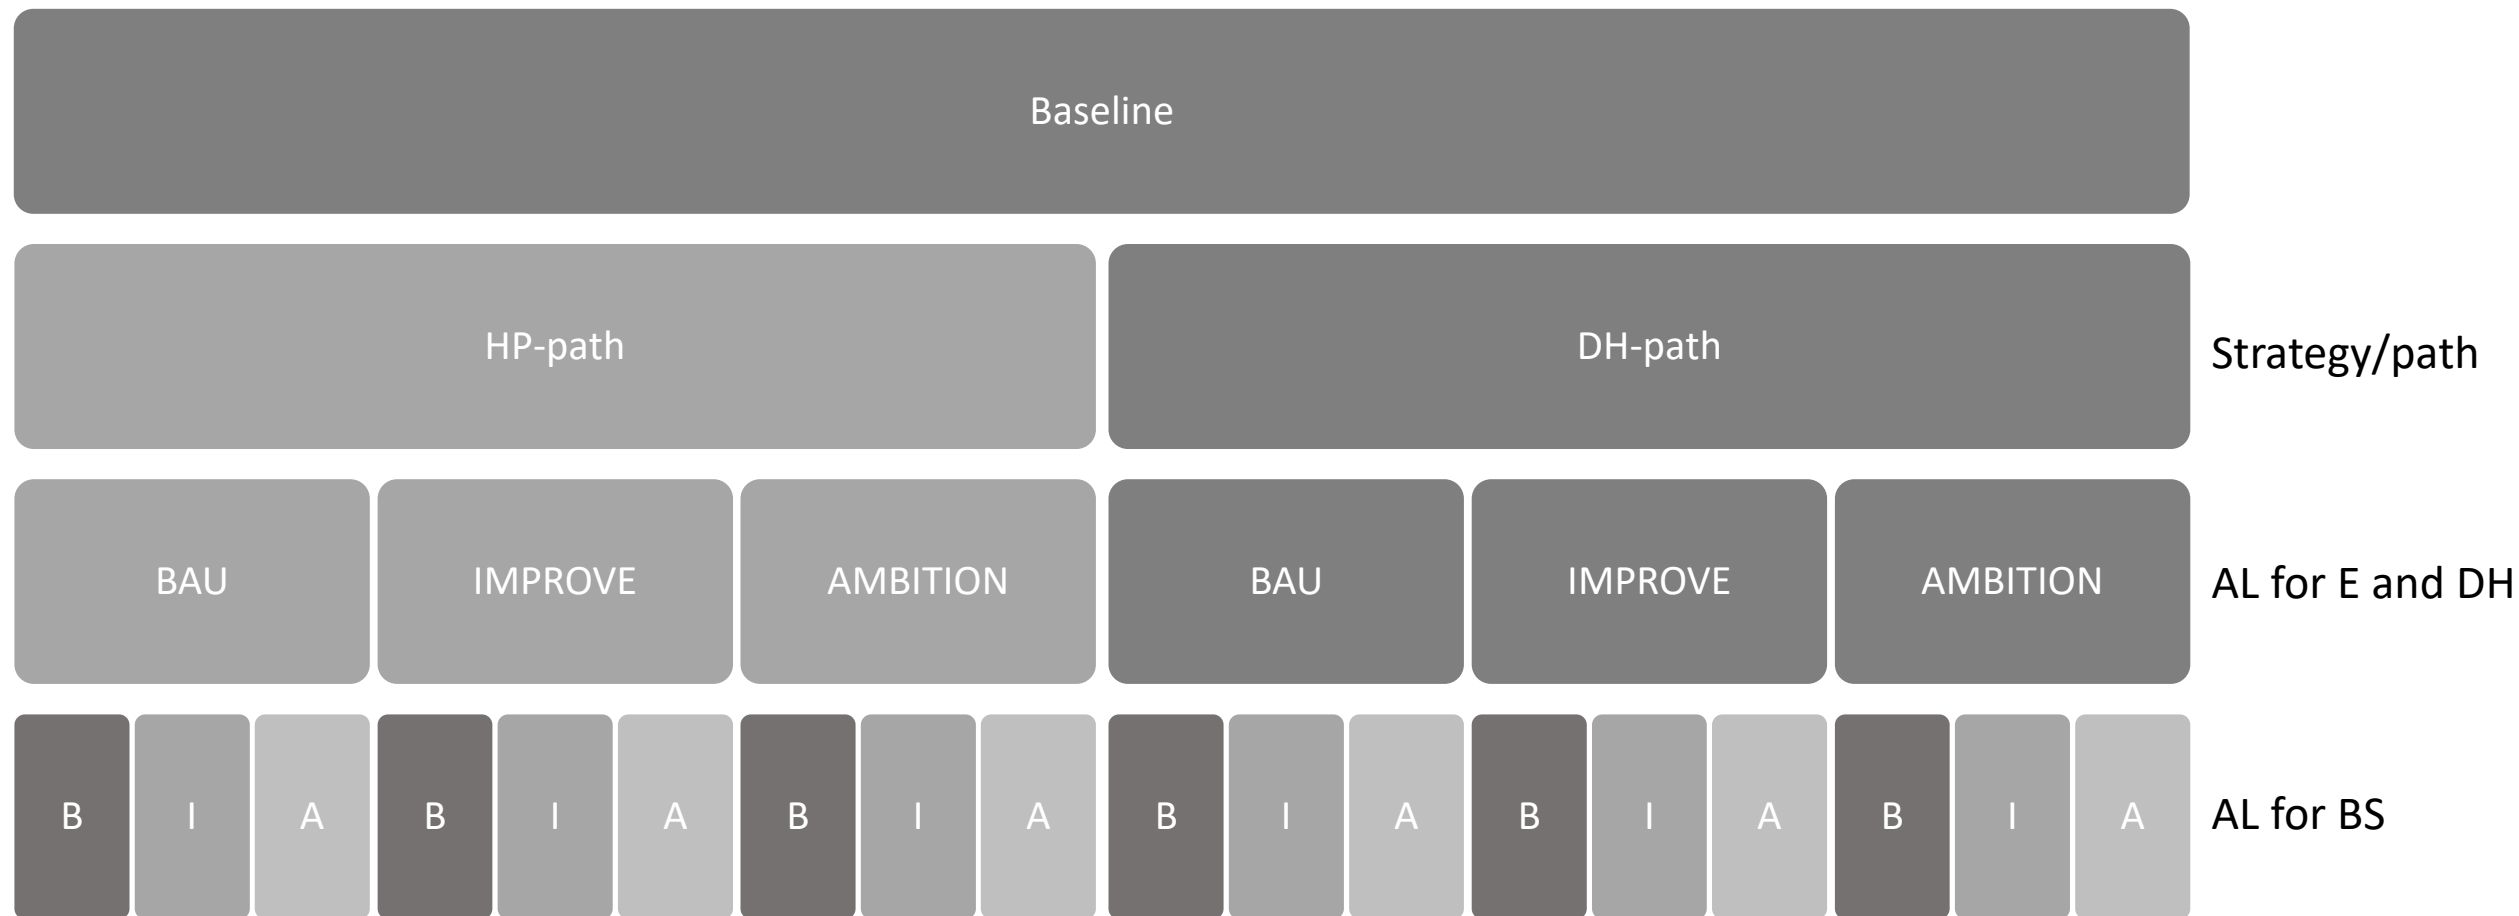 Baseline
HP-path
DH-path
Strategy/path
BAU
IMPROVE
AMBITION
BAU
IMPROVE
AMBITION
AL for E and DH
B
I
A
B
I
A
B
I
A
B
I
A
B
I
A
B
I
A
AL for BS